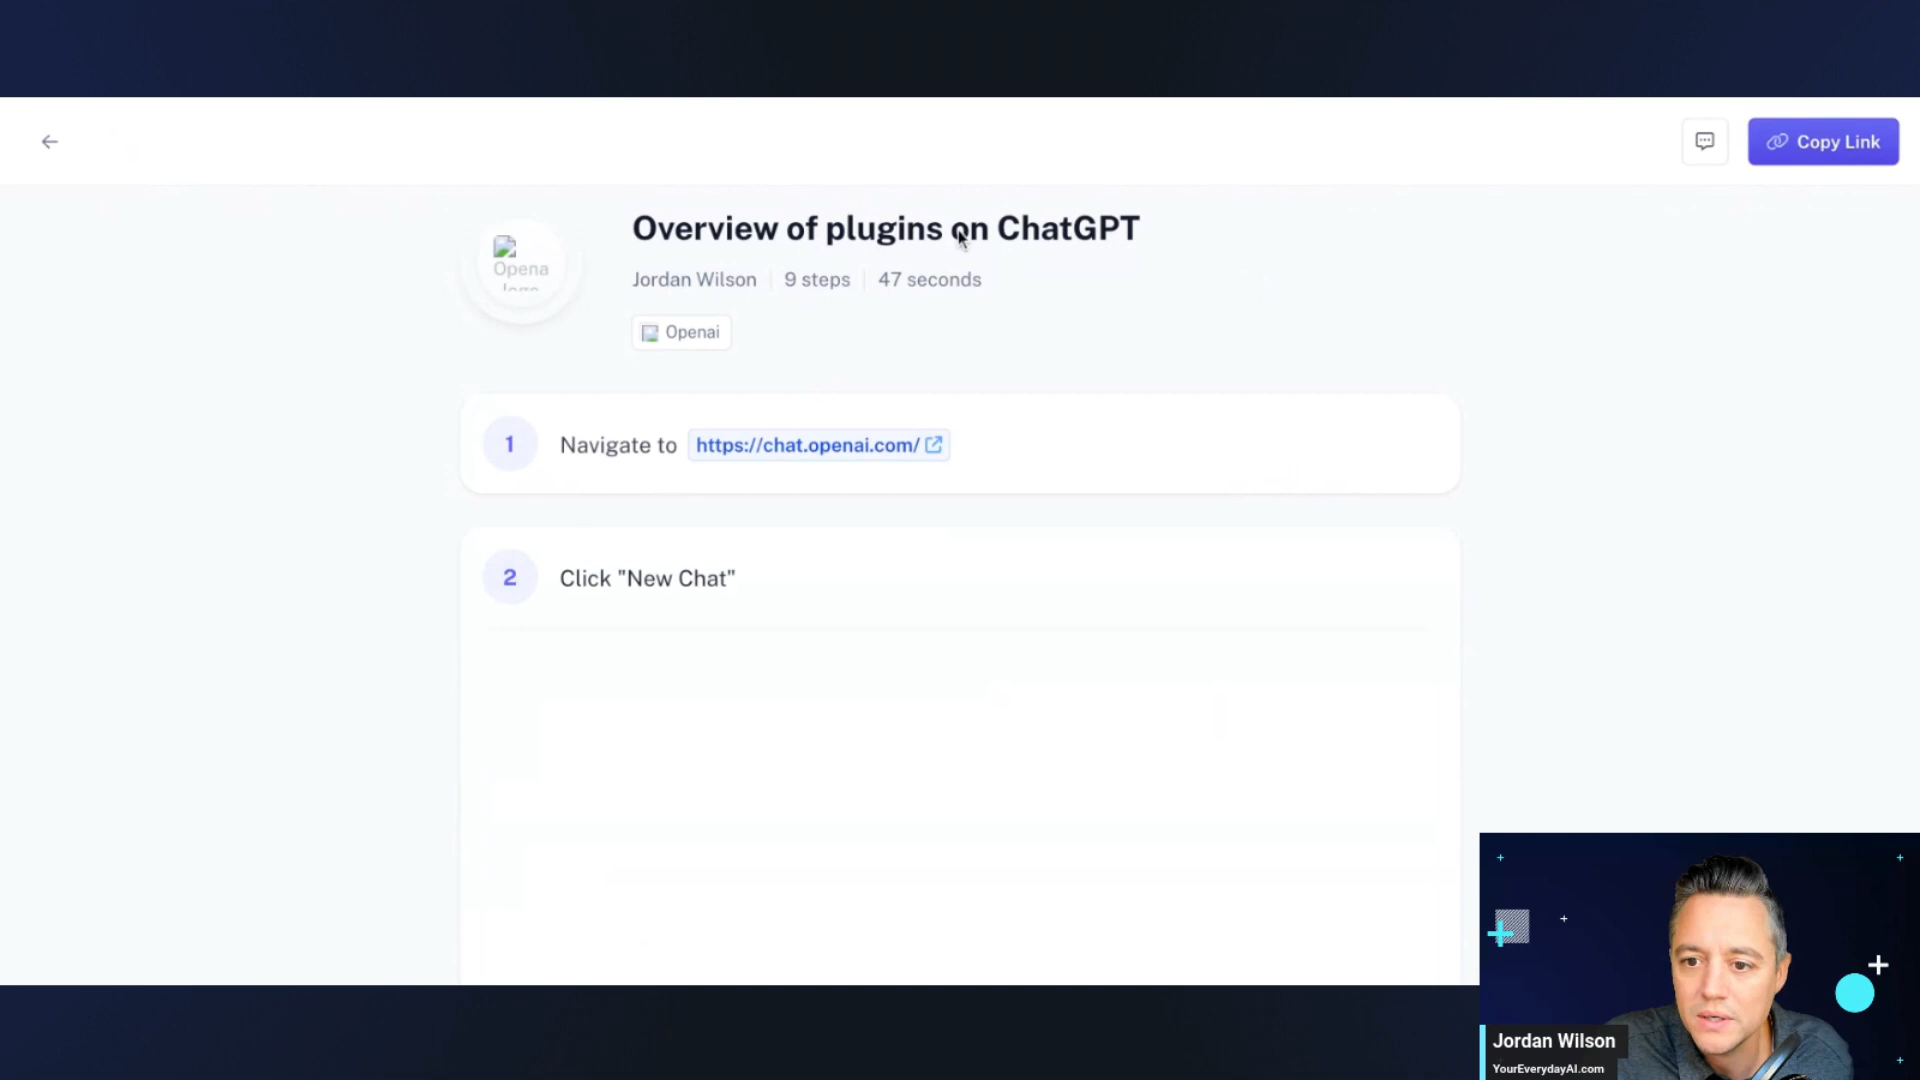 Copy Link
Overview of plugins on ChatGPT
Jordan Wilson
9 steps
47 seconds
Opena
Openai
1
Navigate to https://chat.openai.com/
2
Click "New Chat"
Jordan Wilson
YourEverydayAI.com